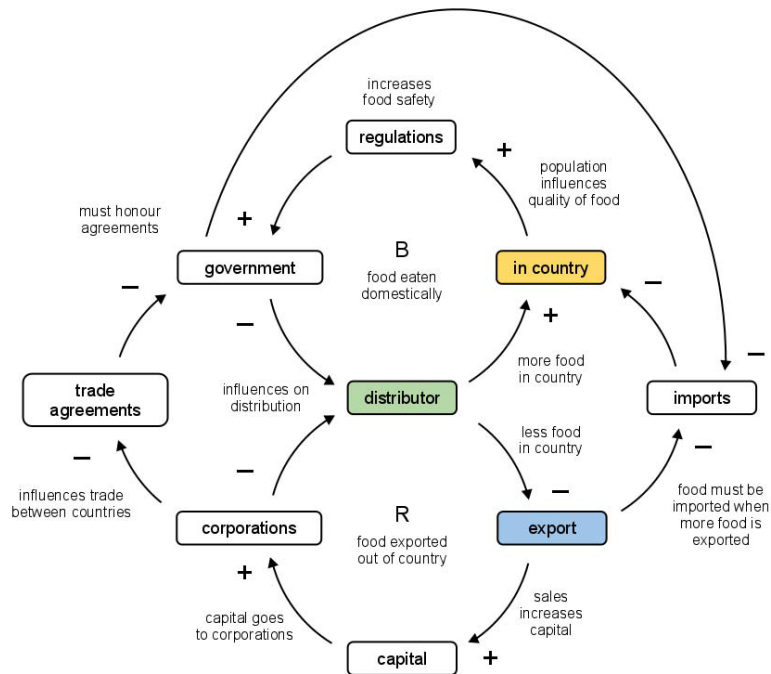 increases
food safety
regulations
+
population
influences
quality of food
must honour
agreements
+
government
B
in country
food eaten
domestically
−
−
−
+
−
trade
agreements
influences on
distribution
distributor
more food
in country
imports
less food
in country
−
−
−
−
influences trade
between countries
corporations
R
food exported
out of country
export
food must be
imported when
more food is
exported
+
capital goes
to corporations
sales
increases
capital
capital
+